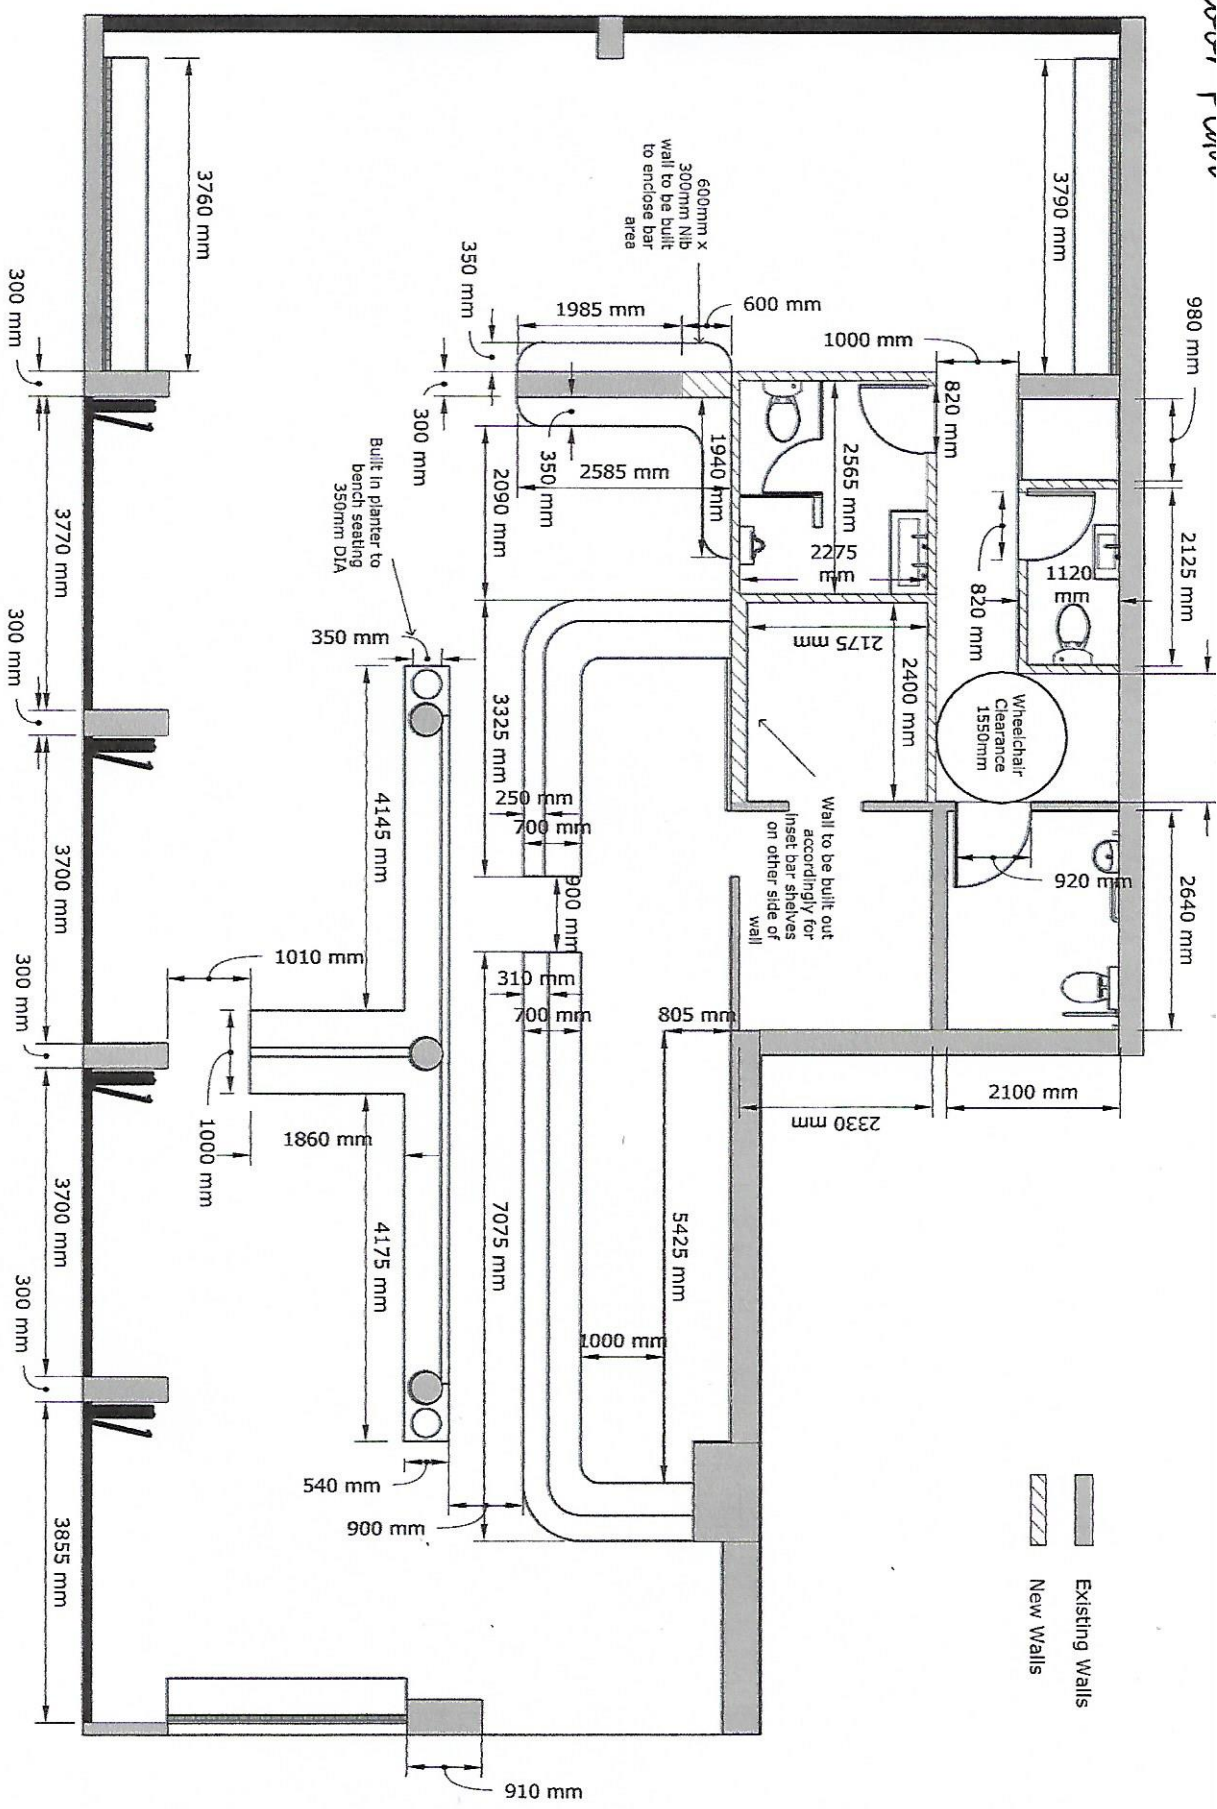 Floor Plan
3790 mm
980 mm
2125 mm
2640 mm
1000 mm
820 mm
820 mm
1120
mm
Wheelchair
Clearance
1550mm
920 mm
2100 mm
2330 mm
3760 mm
600mm x
300mm Nib
wall to be built
to enclose bar
area
600 mm
1985 mm
350 mm
300 mm
350 mm
1940 mm
2585 mm
2090 mm
2565 mm
2275
mm
2175 mm
2400 mm
Wall to be built out
accordingly for
inset bar shelves
on other side of
wall
3325 mm
250 mm
700 mm
900 mm
310 mm
700 mm
805 mm
5425 mm
1000 mm
7075 mm
Built in planter to
bench seating
350mm DIA
350 mm
4145 mm
1010 mm
1000 mm
1860 mm
4175 mm
540 mm
900 mm
300 mm
3770 mm
300 mm
3700 mm
300 mm
3700 mm
300 mm
3855 mm
910 mm
Existing Walls
New Walls